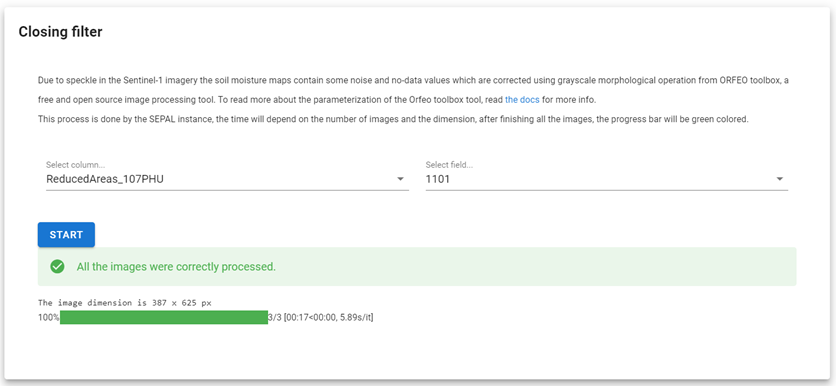 Closing filter
Due to speckle in the Sentinel-1 imagery the soil moisture maps contain some noise and no-data values which are corrected using grayscale morphological operation from ORFEO toolbox, a
free and open source image processing tool. To read more about the parameterization of the Orfeo toolbox tool, read the docs for more info.
This process is done by the SEPAL instance, the time will depend on the number of images and the dimension, after finishing all the images, the progress bar will be green colored.
Select column...
ReducedAreas_107PHU
Select field...
1101
START
All the images were correctly processed.
The image dimension is 387 x 625 px
100% 3/3 [00:17<00:00, 5.89s/it]